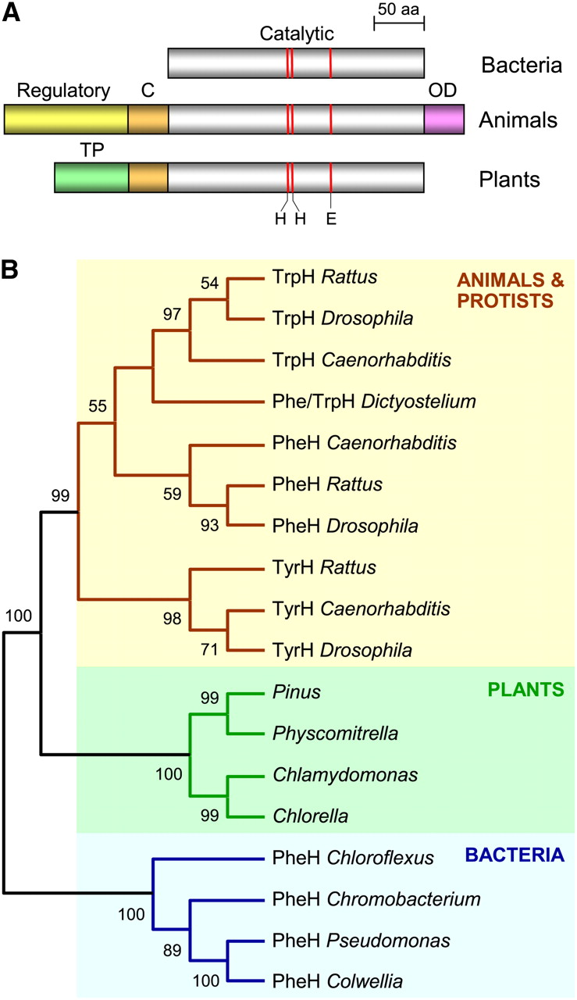 A
50 aa
Catalytic
Bacteria
Regulatory C OD
Animals
TP
Plants
H H E
B
ANIMALS &
PROTISTS
54 TrpH Rattus
97 TrpH Drosophila
TrpH Caenorhabditis
55 Phe/TrpH Dictyostelium
PheH Caenorhabditis
99 59 PheH Rattus
93 PheH Drosophila
TyrH Rattus
100 98 TyrH Caenorhabditis
71 TyrH Drosophila
PLANTS
99 Pinus
Physcomitrella
100 Chlamydomonas
99 Chlorella
BACTERIA
PheH Chloroflexus
100 PheH Chromobacterium
89 PheH Pseudomonas
100 PheH Colwellia